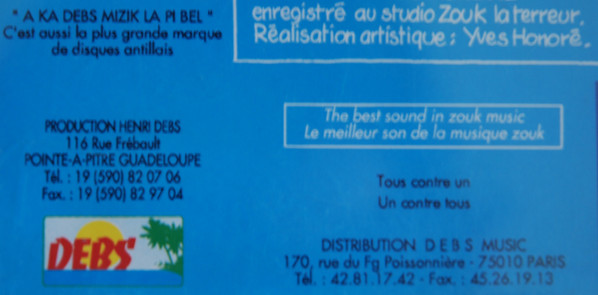 " A KA DEBS MIZIK LA PI BEL "
C'est aussi la plus grande marque
de disques antillais
enregistré au studio Zouk la terreur.
Réalisation artistique : Yves Honoré.
The best sound in zouk music
Le meilleur son de la musique zouk
PRODUCTION HENRI DEBS
116 Rue Frébault
POINTE-A-PITRE GUADELOUPE
Tél. : 19 (590) 82 07 06
Fax. : 19 (590) 82 97 04
DEBS
Tous contre un
Un contre tous
DISTRIBUTION D E B S MUSIC
170, rue du Fg Poissonnière - 75010 PARIS
Tél. : 42.81.17.42 - Fax. : 45.26.19.13